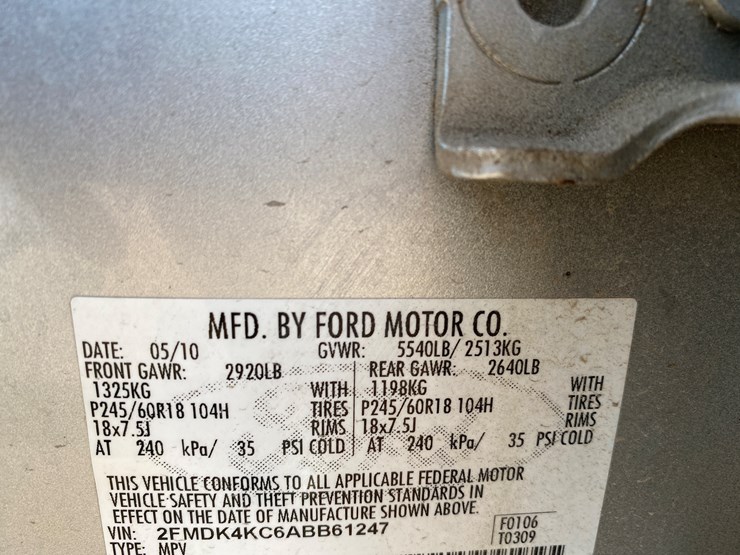 MFD. BY FORD MOTOR CO.
DATE: 05/10 GVWR: 5540LB/ 2513KG
FRONT GAWR: 2920LB REAR GAWR: 2640LB
1325KG WITH 1198KG WITH
P245/60R18 104H TIRES P245/60R18 104H TIRES
18x7.5J RIMS 18x7.5J RIMS
AT 240 kPa/ 35 PSI COLD AT 240 kPa/ 35 PSI COLD
THIS VEHICLE CONFORMS TO ALL APPLICABLE FEDERAL MOTOR
VEHICLE SAFETY AND THEFT PREVENTION STANDARDS IN
EFFECT ON THE DATE OF MANUFACTURE SHOWN ABOVE.
VIN: 2FMDK4KC6ABB61247 F0106
TYPE: MPV T0309